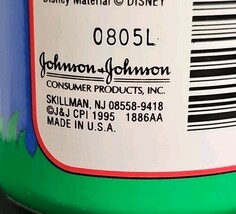 Disney Material © DISNEY
0805L
Johnson & Johnson
CONSUMER PRODUCTS, INC.
SKILLMAN, NJ 08558-9418
©J&J CPI 1995 1886AA
MADE IN U.S.A.